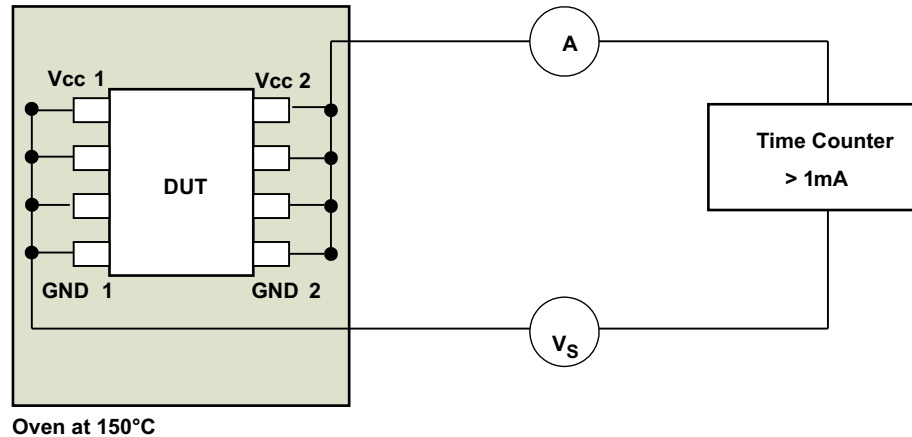 A
Vcc 1
Vcc 2
Time Counter
> 1mA
DUT
GND 1
GND 2
VS
Oven at 150°C